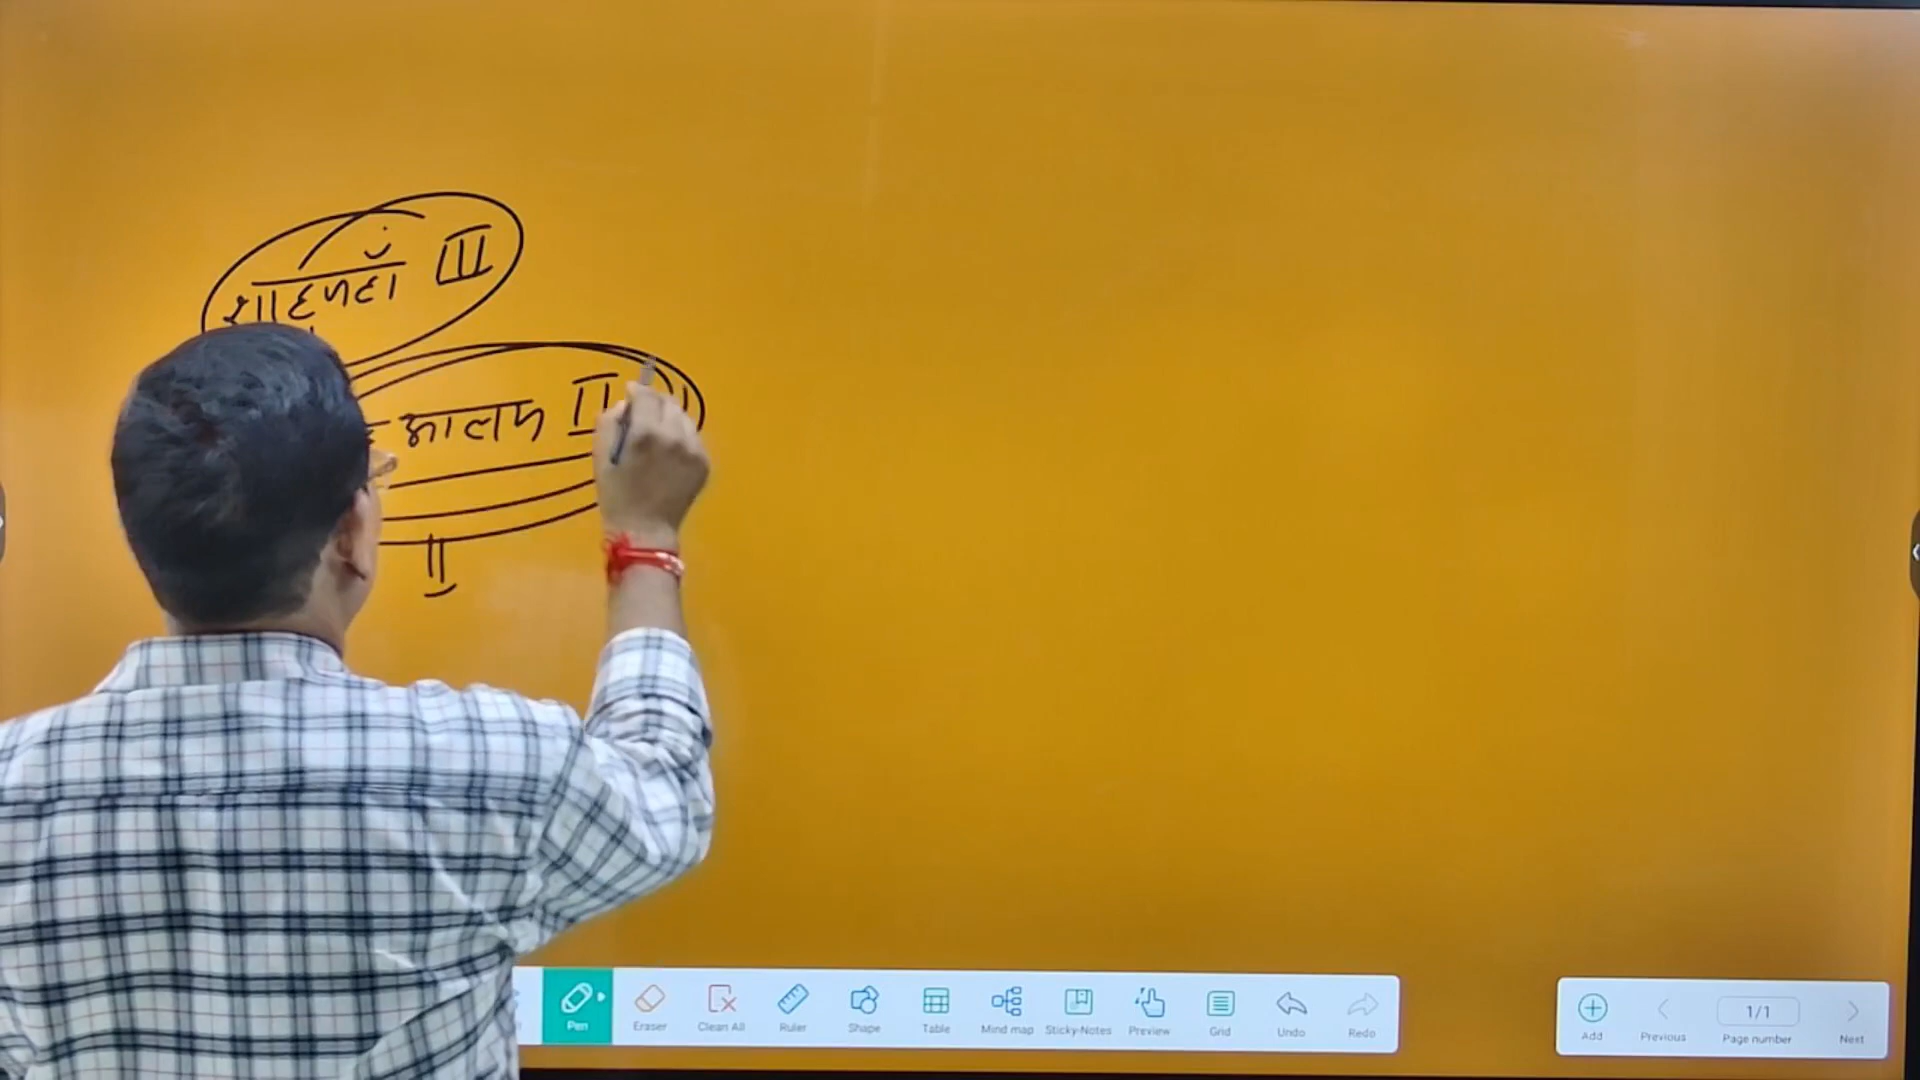 शाहजहाँ III
आलम II
II
Pen
Eraser
Clean All
Ruler
Shape
Table
Mind map
Sticky-Notes
Preview
Grid
Undo
Redo
Add
Previous
1/1
Page number
Next